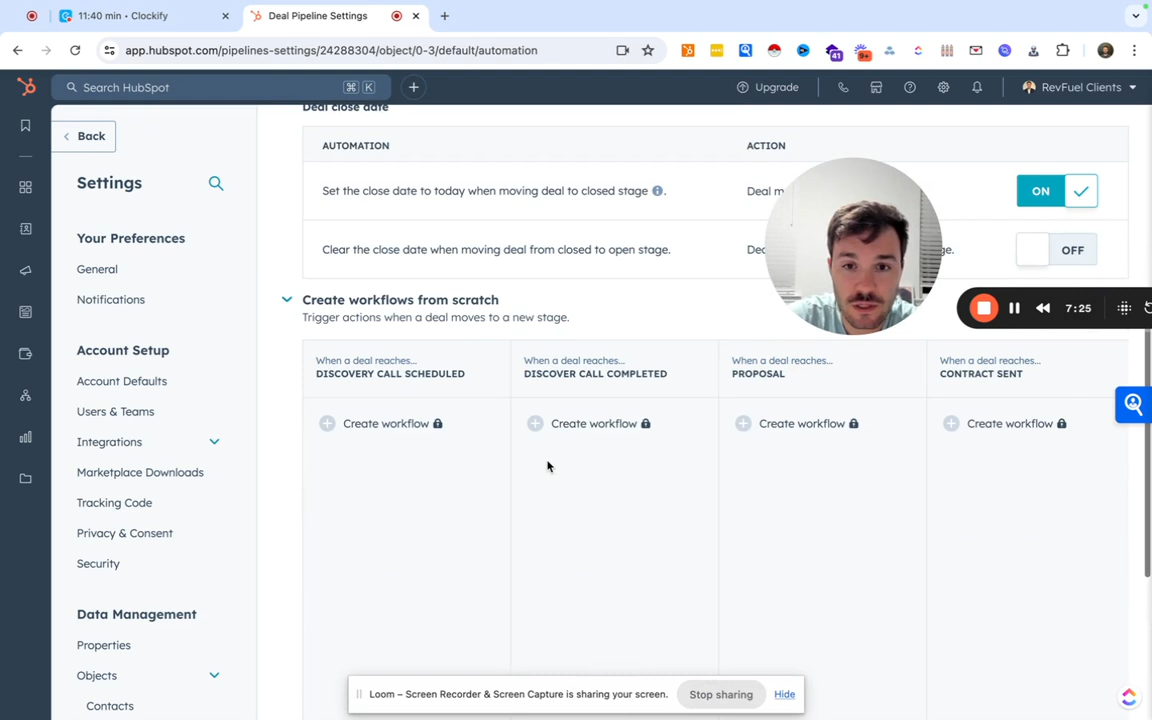 11:40 min • Clockify
Deal Pipeline Settings
app.hubspot.com/pipelines-settings/24288304/object/0-3/default/automation
41
9+
Search HubSpot
⌘ K
Upgrade
RevFuel Clients
Back
Settings
Your Preferences
General
Notifications
Account Setup
Account Defaults
Users & Teams
Integrations
Marketplace Downloads
Tracking Code
Privacy & Consent
Security
Data Management
Properties
Objects
Contacts
Deal close date
AUTOMATION
ACTION
Set the close date to today when moving deal to closed stage
.
Deal m
ON
Clear the close date when moving deal from closed to open stage.
OFF
7:25
Create workflows from scratch
Trigger actions when a deal moves to a new stage.
When a deal reaches...
DISCOVERY CALL SCHEDULED
Create workflow
When a deal reaches...
DISCOVER CALL COMPLETED
Create workflow
When a deal reaches...
PROPOSAL
Create workflow
When a deal reaches...
CONTRACT SENT
Create workflow
Loom – Screen Recorder & Screen Capture is sharing your screen.
Stop sharing
Hide